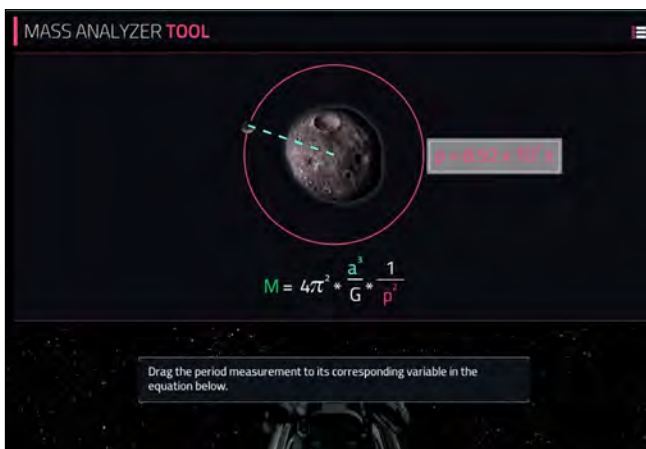 MASS ANALYZER TOOL
M = 4π² * a³/G * 1/p²
Drag the period measurement to its corresponding variable in the
equation below.